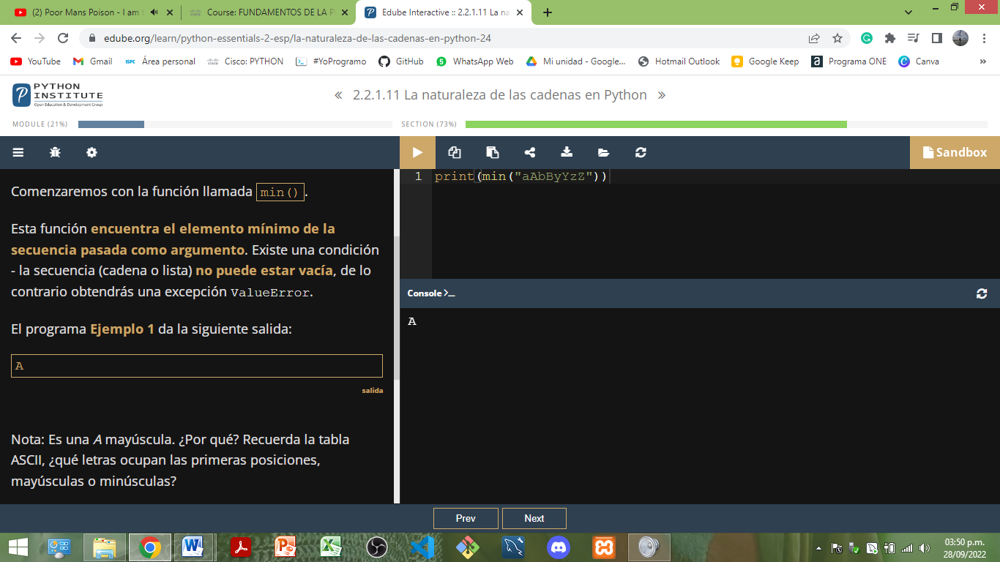 (2) Poor Mans Poison - I am t
Course: FUNDAMENTOS DE LA P
Edube Interactive :: 2.2.1.11 La na
edube.org/learn/python-essentials-2-esp/la-naturaleza-de-las-cadenas-en-python-24
YouTube
Gmail
Área personal
Cisco: PYTHON
#YoProgramo
GitHub
WhatsApp Web
Mi unidad - Google...
Hotmail Outlook
Google Keep
Programa ONE
Canva
»
PYTHON
INSTITUTE
Open Education & Development Group
« 2.2.1.11 La naturaleza de las cadenas en Python »
MODULE (21%)
SECTION (73%)
Sandbox
Comenzaremos con la función llamada min().
Esta función encuentra el elemento mínimo de la
secuencia pasada como argumento. Existe una condición
- la secuencia (cadena o lista) no puede estar vacía, de lo
contrario obtendrás una excepción ValueError.
El programa Ejemplo 1 da la siguiente salida:
A
salida
Nota: Es una A mayúscula. ¿Por qué? Recuerda la tabla
ASCII, ¿qué letras ocupan las primeras posiciones,
mayúsculas o minúsculas?
1 print(min("aAbByYzZ"))
Console >_
A
Prev
Next
03:50 p.m.
28/09/2022